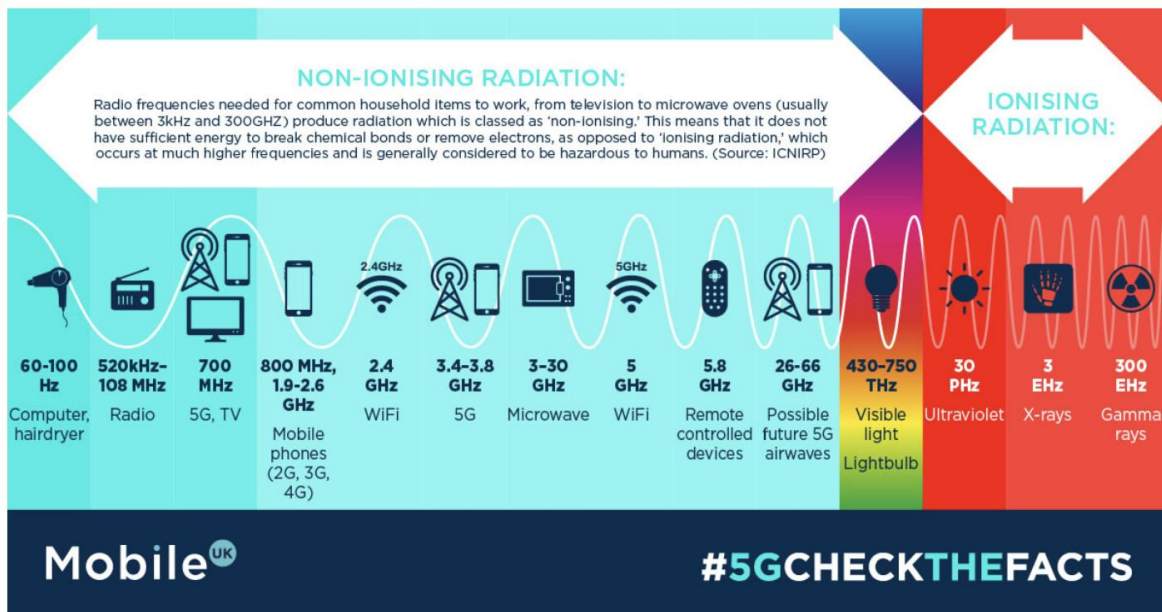 NON-IONISING RADIATION:
Radio frequencies needed for common household items to work, from television to microwave ovens (usually
between 3kHz and 300GHZ) produce radiation which is classed as ‘non-ionising.’ This means that it does not
have sufficient energy to break chemical bonds or remove electrons, as opposed to ‘ionising radiation,’ which
occurs at much higher frequencies and is generally considered to be hazardous to humans. (Source: ICNIRP)
IONISING
RADIATION:
2.4GHz
5GHz
60-100
Hz
Computer,
hairdryer
520kHz–
108 MHz
Radio
700
MHz
5G, TV
800 MHz,
1.9-2.6
GHz
Mobile
phones
(2G, 3G,
4G)
2.4
GHz
WiFi
3.4-3.8
GHz
5G
3–30
GHz
Microwave
5
GHz
WiFi
5.8
GHz
Remote
controlled
devices
26-66
GHz
Possible
future 5G
airwaves
430–750
THz
Visible
light
Lightbulb
30
PHz
Ultraviolet
3
EHz
X-rays
300
EHz
Gamma
rays
Mobile UK
#5GCHECKTHEFACTS